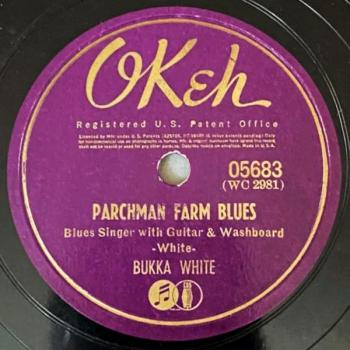 OKeh
Registered U.S. Patent Office
05683
(WC 2981)
PARCHMAN FARM BLUES
Blues Singer with Guitar & Washboard
-White-
BUKKA WHITE